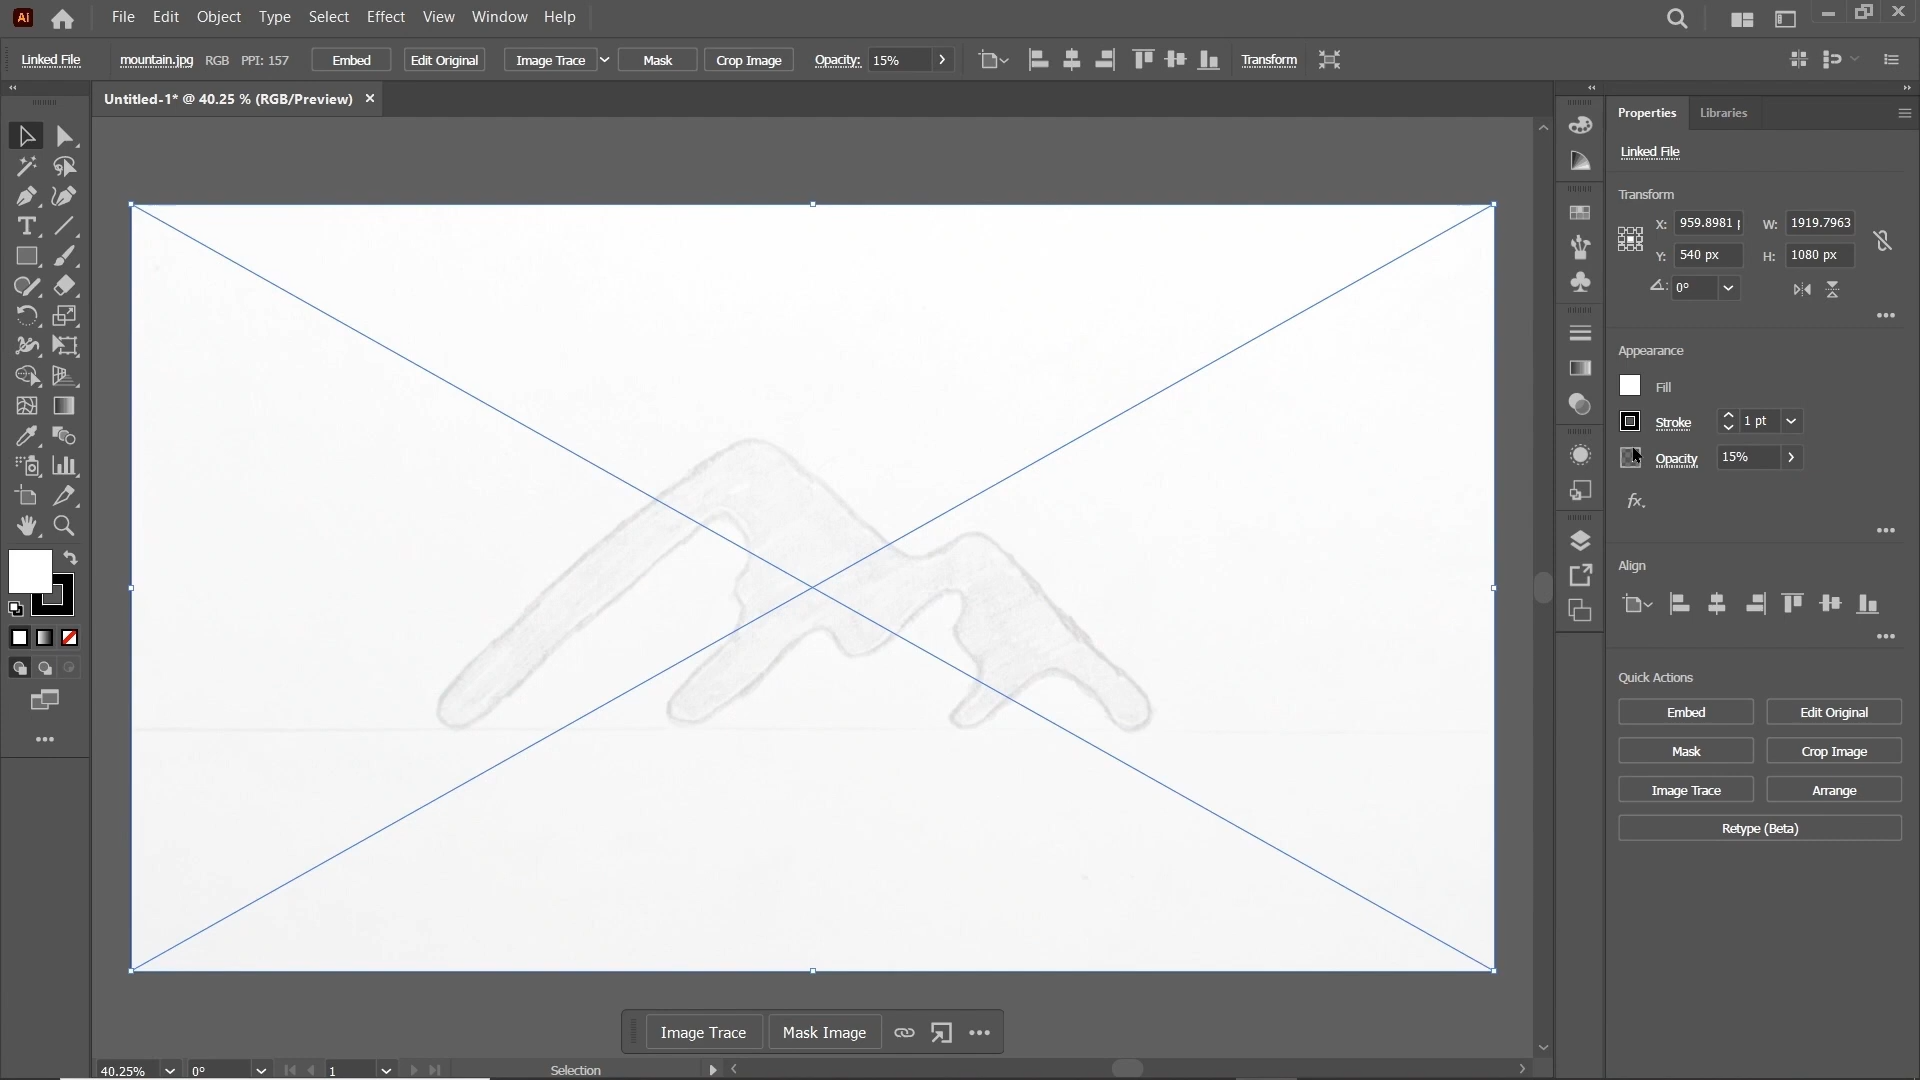 Ai File Edit Object Type Select Effect View Window Help
Linked File mountain.jpg RGB PPI: 157 Embed Edit Original Image Trace Mask Crop Image Opacity: 15% Transform
Untitled-1* @ 40.25 % (RGB/Preview)
Properties Libraries
Linked File
Transform
X: 959.8981 W: 1919.7963
Y: 540 px H: 1080 px
0°
Appearance
Fill
Stroke 1 pt
Opacity 15%
fx.
Align
Quick Actions
Embed Edit Original
Mask Crop Image
Image Trace Arrange
Retype (Beta)
Image Trace Mask Image
40.25% 0° 1 Selection